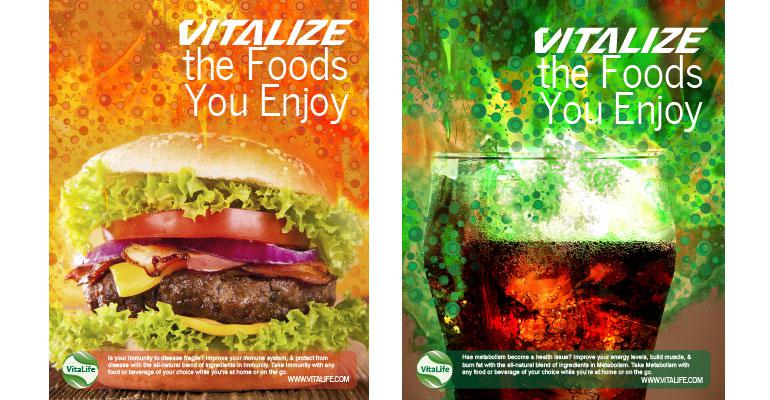 VITALIZE
the Foods
You Enjoy
Is your immunity to disease fragile? Improve your immune system, & protect from
disease with the all-natural blend of ingredients in Immunity. Take Immunity with any
food or beverage of your choice while you're at home or on the go.
VitaLife
WWW.VITALIFE.COM
VITALIZE
the Foods
You Enjoy
Has metabolism become a health issue? Improve your energy levels, build muscle, &
burn fat with the all-natural blend of ingredients in Metabolism. Take Metabolism with
any food or beverage of your choice while you're at home or on the go.
VitaLife
WWW.VITALIFE.COM